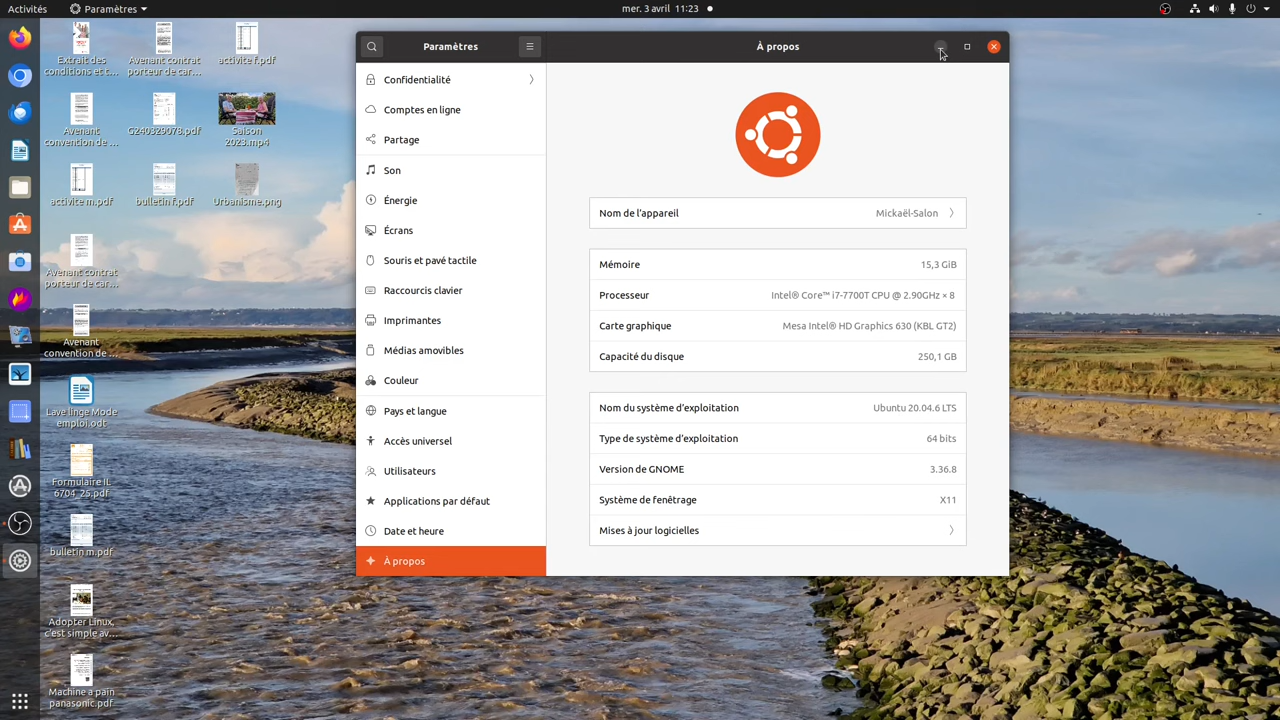 Activités
Paramètres
mer. 3 avril 11:23
Extrait des
conditions et t…
Avenant contrat
porteur de car…
activite f.pdf
Avenant
convention de …
G240329078.pdf
Saison
2023.mp4
activite m.pdf
bulletin f.pdf
Urbanisme.png
Avenant contrat
porteur de car…
Avenant
convention de …
Lave linge Mode
emploi.odt
Formulaire IL
6704_25.pdf
bulletin m.pdf
Adopter Linux,
c'est simple av…
Machine a pain
panasonic.pdf
Paramètres
À propos
Confidentialité
Comptes en ligne
Partage
Son
Énergie
Écrans
Souris et pavé tactile
Raccourcis clavier
Imprimantes
Médias amovibles
Couleur
Pays et langue
Accès universel
Utilisateurs
Applications par défaut
Date et heure
À propos
Nom de l’appareil Mickaël-Salon
Mémoire 15,3 GiB
Processeur Intel® Core™ i7-7700T CPU @ 2.90GHz × 8
Carte graphique Mesa Intel® HD Graphics 630 (KBL GT2)
Capacité du disque 250,1 GB
Nom du système d’exploitation Ubuntu 20.04.6 LTS
Type de système d’exploitation 64 bits
Version de GNOME 3.36.8
Système de fenêtrage X11
Mises à jour logicielles